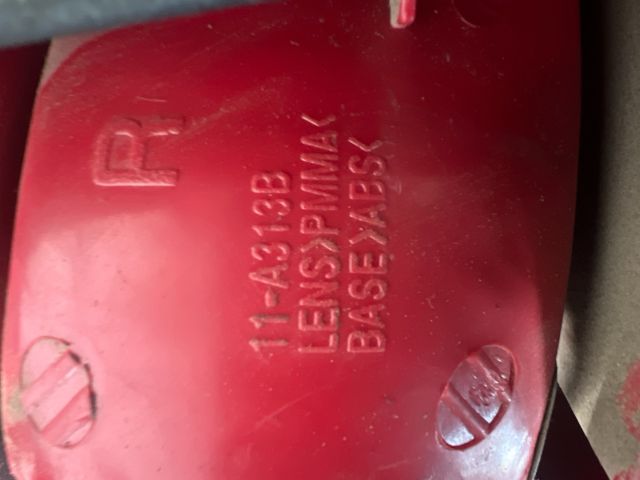 R
11-A313B
LENS>PMMA<
BASE>ABS<